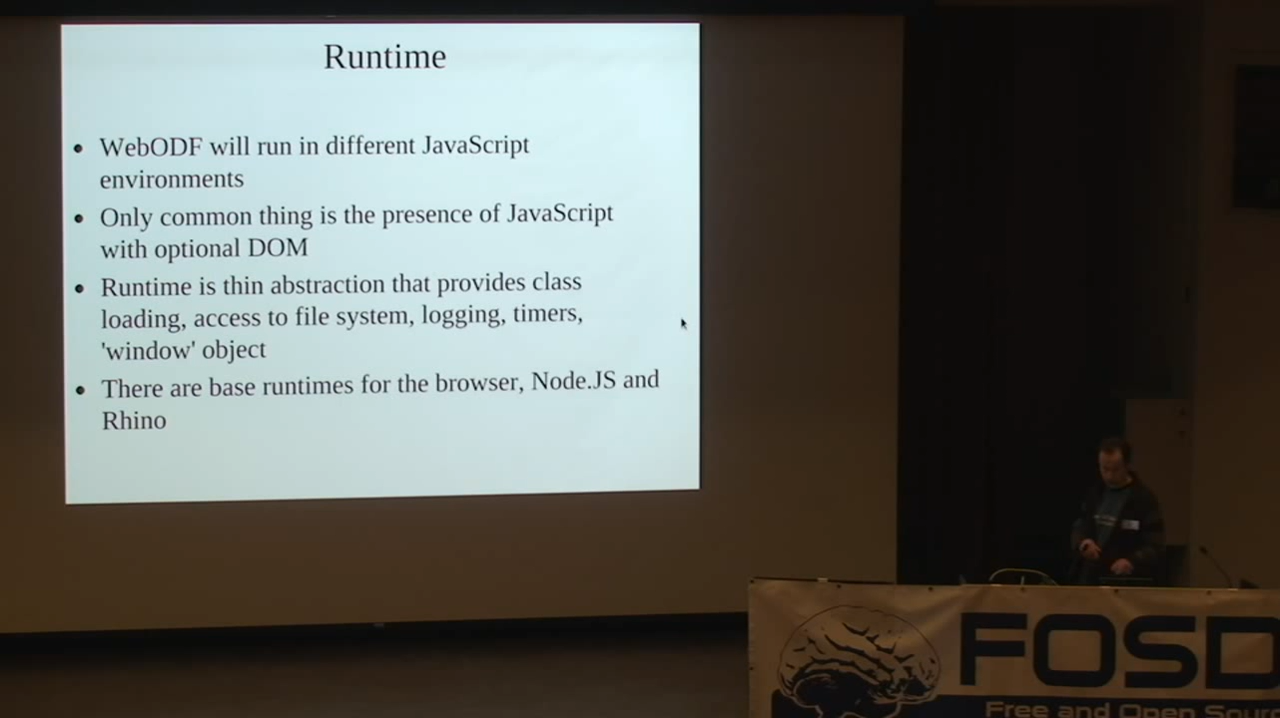 Runtime
WebODF will run in different JavaScript
environments
Only common thing is the presence of JavaScript
with optional DOM
Runtime is thin abstraction that provides class
loading, access to file system, logging, timers,
'window' object
There are base runtimes for the browser, Node.JS and
Rhino
FOSD
Free and Open Sour